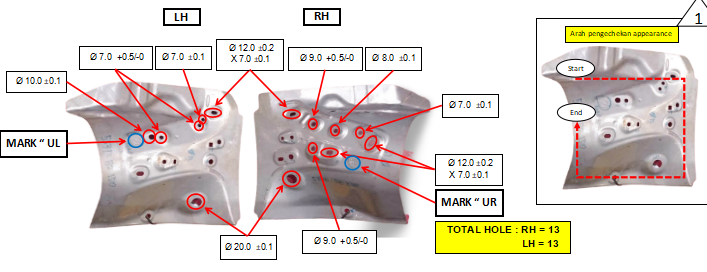 LH
RH
1
Arah pengechekan appearance
Ø 7.0 +0.5/-0
Ø 7.0 ±0.1
Ø 12.0 ±0.2
X 7.0 ±0.1
Ø 9.0 +0.5/-0
Ø 8.0 ±0.1
Start
Ø 10.0 ±0.1
Ø 7.0 ±0.1
End
MARK " UL
Ø 12.0 ±0.2
X 7.0 ±0.1
MARK " UR
TOTAL HOLE : RH = 13
LH = 13
Ø 20.0 ±0.1
Ø 9.0 +0.5/-0